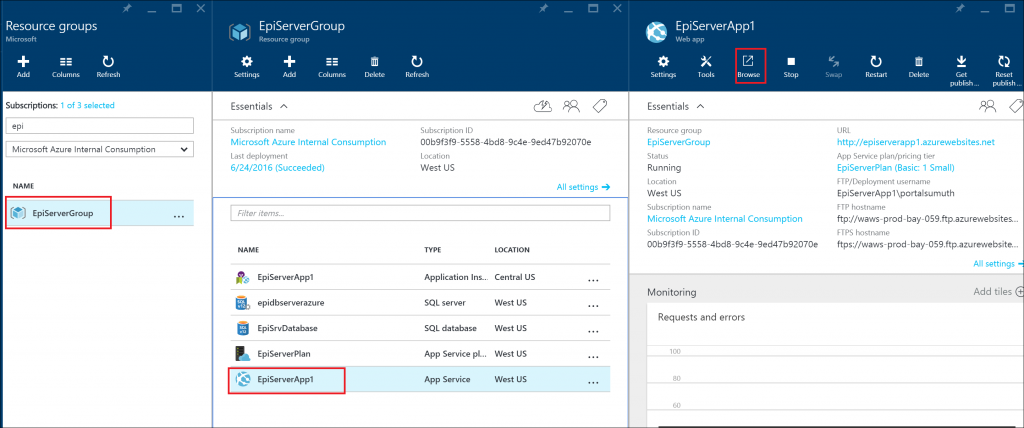 Resource groups
Microsoft
Add
Columns
Refresh
Subscriptions: 1 of 3 selected
epi
Microsoft Azure Internal Consumption
NAME
EpiServerGroup
...
EpiServerGroup
Resource group
Settings
Add
Columns
Delete
Refresh
Essentials
Subscription name
Microsoft Azure Internal Consumption
Last deployment
6/24/2016 (Succeeded)
Subscription ID
00b9f3f9-5558-4bd8-9c4e-9ed47b92070e
Location
West US
All settings →
Filter items...
NAME TYPE LOCATION
EpiServerApp1 Application Ins... Central US ...
epidbserverazure SQL server West US ...
EpiSrvDatabase SQL database West US ...
EpiServerPlan App Service pl... West US ...
EpiServerApp1 App Service West US ...
EpiServerApp1
Web app
Settings
Tools
Browse
Stop
Swap
Restart
Delete
Get
publish ...
Reset
publish...
Essentials
Resource group
EpiServerGroup
Status
Running
Location
West US
Subscription name
Microsoft Azure Internal Consumption
Subscription ID
00b9f3f9-5558-4bd8-9c4e-9ed47b92070e
URL
http://episerverapp1.azurewebsites.net
App Service plan/pricing tier
EpiServerPlan (Basic: 1 Small)
FTP/Deployment username
EpiServerApp1\portalsumuth
FTP hostname
ftp://waws-prod-bay-059.ftp.azurewebsites...
FTPS hostname
ftps://waws-prod-bay-059.ftp.azurewebsite...
All settings →
Monitoring
Add tiles
Requests and errors
100
80
60